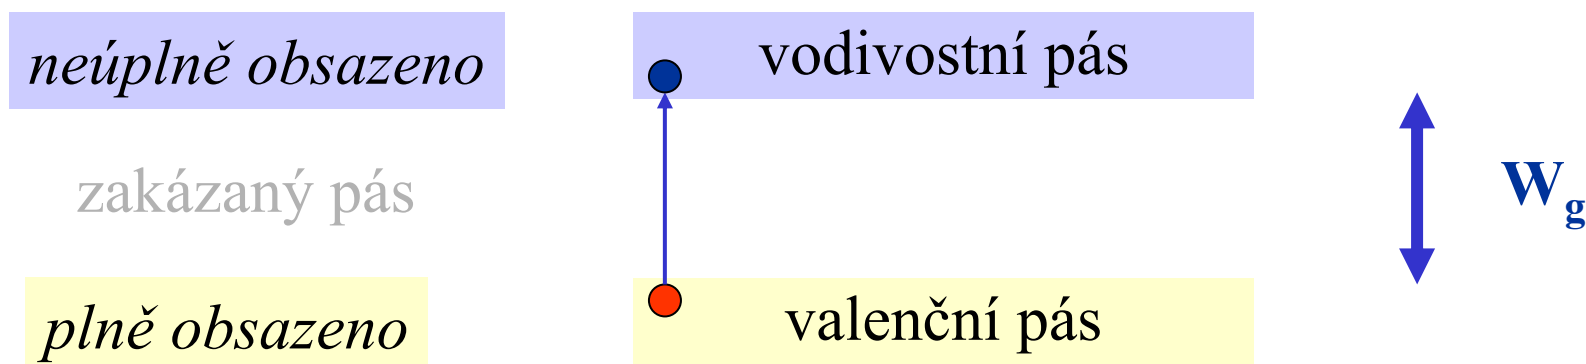 neúplně obsazeno
vodivostní pás
zakázaný pás
Wg
plně obsazeno
valenční pás